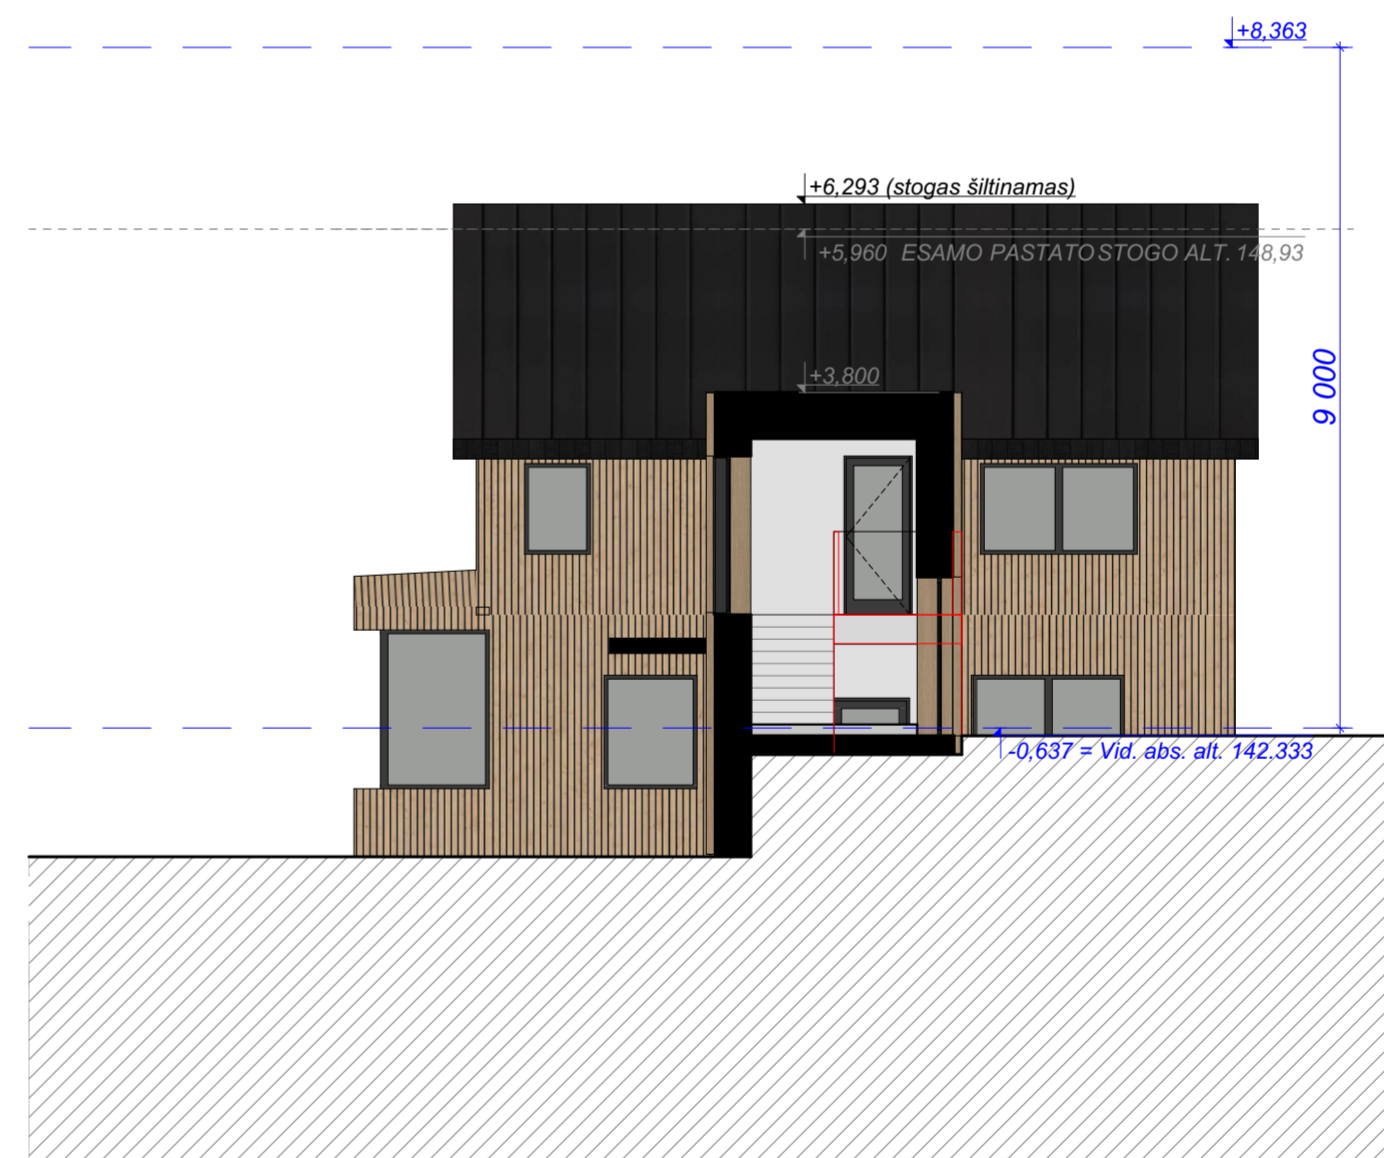 +8,363
+6,293 (stogas šiltinamas)
+5,960 ESAMO PASTATO STOGO ALT. 148,93
+3,800
9 000
-0,637 = Vid. abs. alt. 142.333